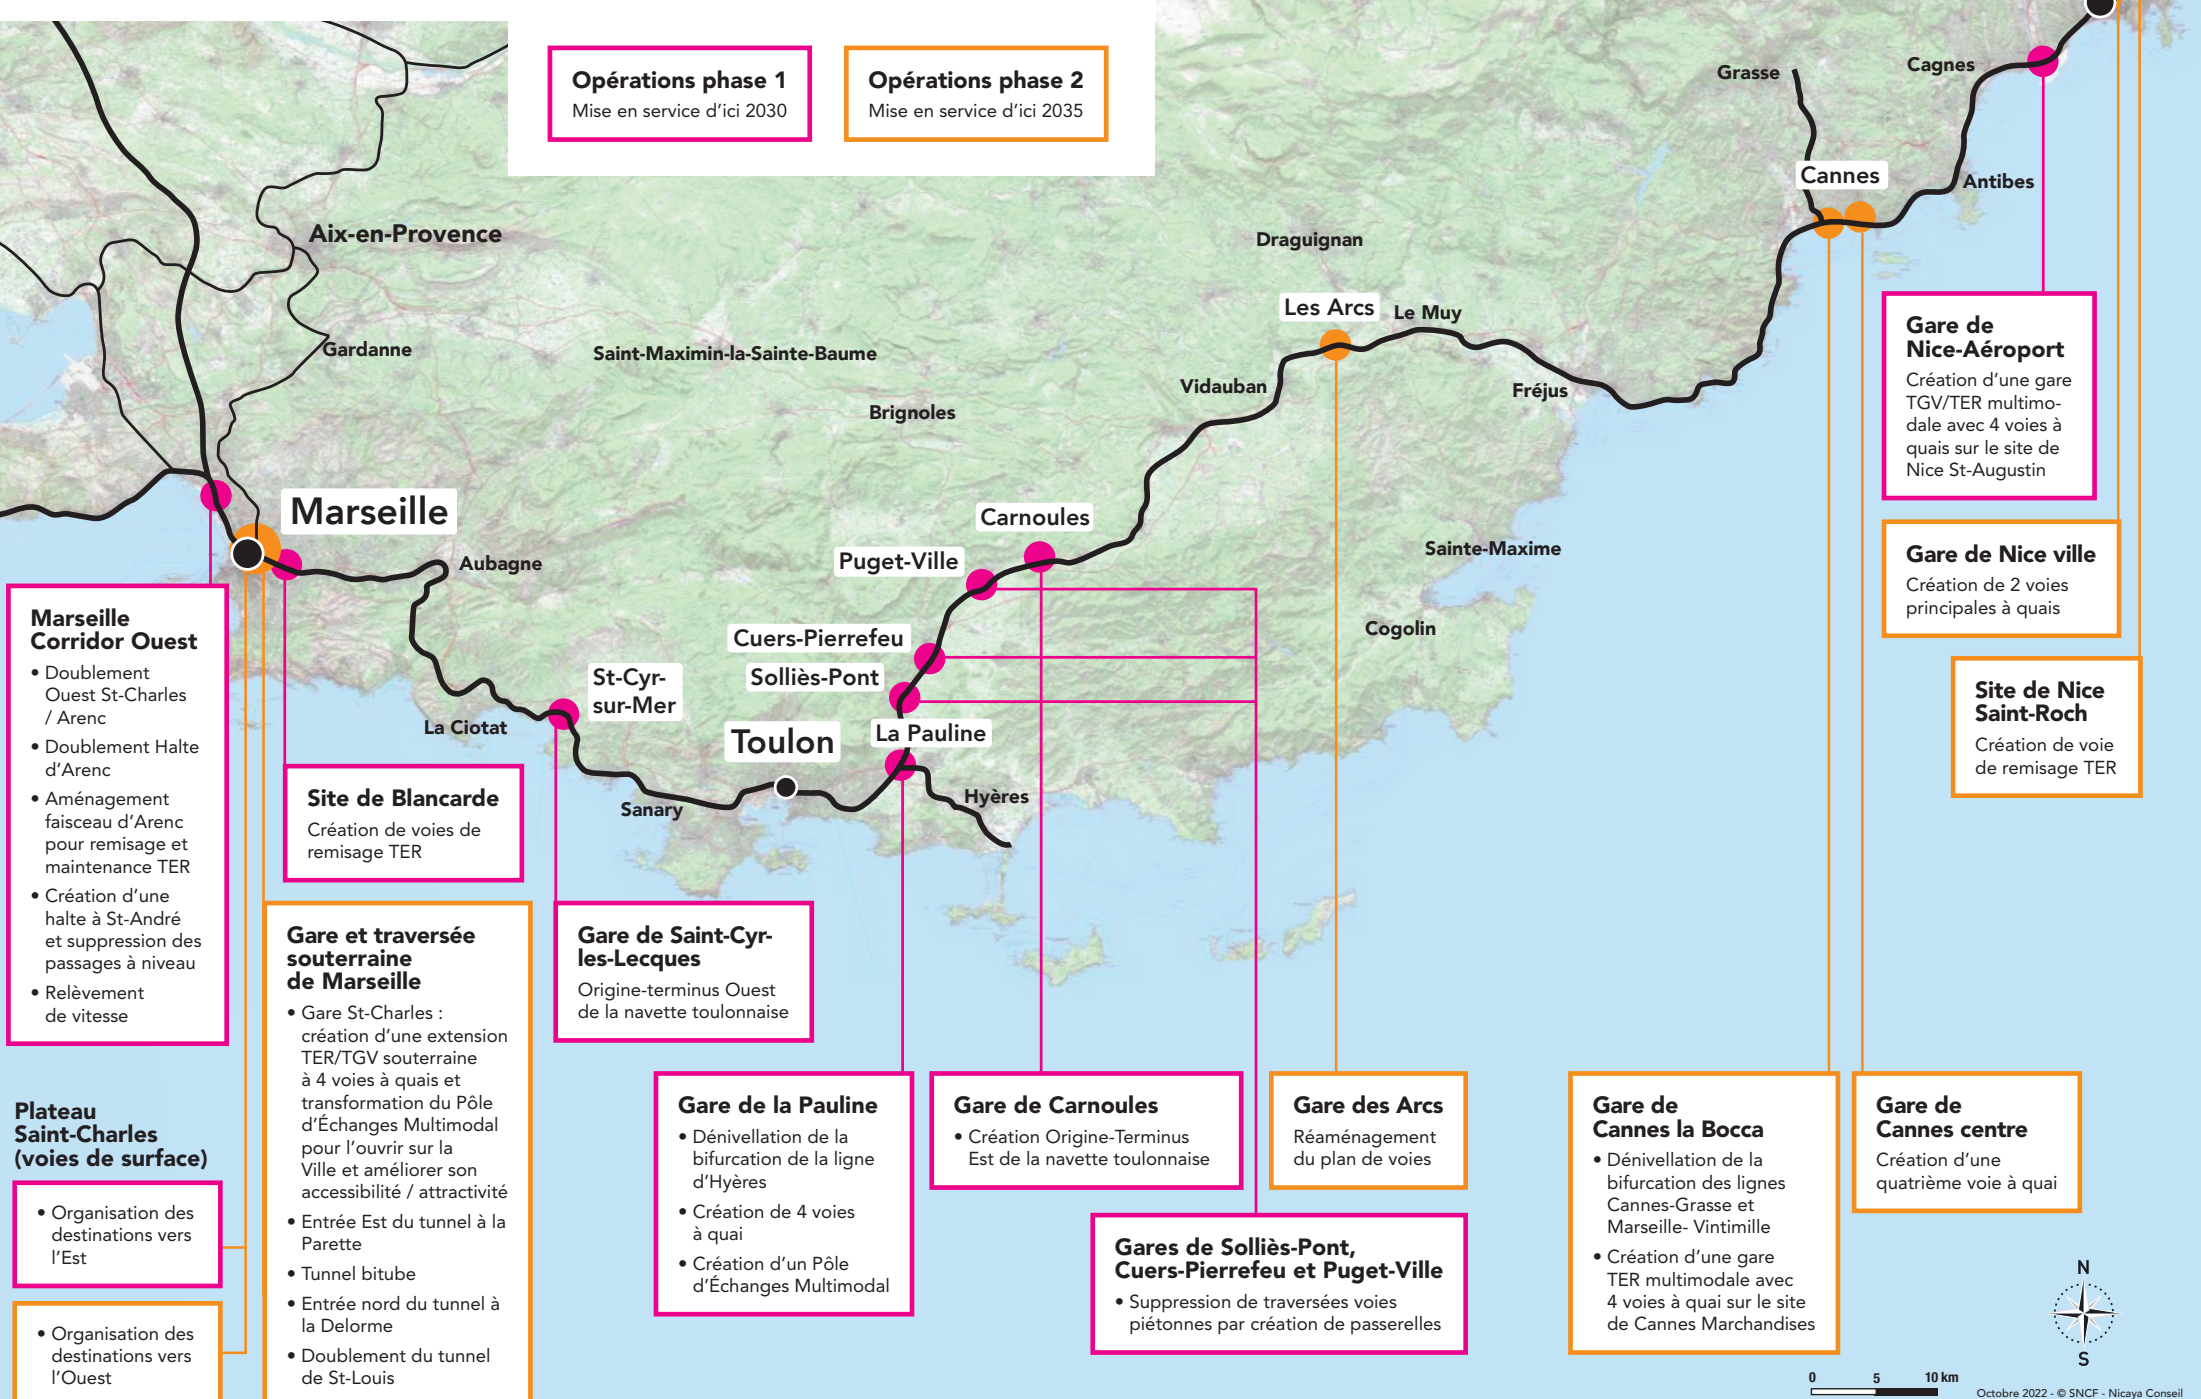 Opérations phase 1
Mise en service d'ici 2030
Opérations phase 2
Mise en service d'ici 2035
Grasse
Cagnes
Cannes
Antibes
Aix-en-Provence
Draguignan
Les Arcs
Le Muy
Gardanne
Saint-Maximin-la-Sainte-Baume
Vidauban
Fréjus
Brignoles
Marseille
Carnoules
Aubagne
Puget-Ville
Sainte-Maxime
Cuers-Pierrefeu
Cogolin
Solliès-Pont
St-Cyr-
sur-Mer
La Ciotat
Toulon
La Pauline
Sanary
Hyères
Gare de
Nice-Aéroport
Création d'une gare
TGV/TER multimo-
dale avec 4 voies à
quais sur le site de
Nice St-Augustin
Gare de Nice ville
Création de 2 voies
principales à quais
Site de Nice
Saint-Roch
Création de voie
de remisage TER
Marseille
Corridor Ouest
• Doublement
Ouest St-Charles
/ Arenc
• Doublement Halte
d'Arenc
• Aménagement
faisceau d'Arenc
pour remisage et
maintenance TER
• Création d'une
halte à St-André
et suppression des
passages à niveau
• Relèvement
de vitesse
Site de Blancarde
Création de voies de
remisage TER
Gare et traversée
souterraine
de Marseille
• Gare St-Charles :
création d'une extension
TER/TGV souterraine
à 4 voies à quais et
transformation du Pôle
d'Échanges Multimodal
pour l'ouvrir sur la
Ville et améliorer son
accessibilité / attractivité
• Entrée Est du tunnel à la
Parette
• Tunnel bitube
• Entrée nord du tunnel à
la Delorme
• Doublement du tunnel
de St-Louis
Plateau
Saint-Charles
(voies de surface)
• Organisation des
destinations vers
l'Est
• Organisation des
destinations vers
l'Ouest
Gare de Saint-Cyr-
les-Lecques
Origine-terminus Ouest
de la navette toulonnaise
Gare de la Pauline
• Dénivellation de la
bifurcation de la ligne
d'Hyères
• Création de 4 voies
à quai
• Création d'un Pôle
d'Échanges Multimodal
Gare de Carnoules
• Création Origine-Terminus
Est de la navette toulonnaise
Gares de Solliès-Pont,
Cuers-Pierrefeu et Puget-Ville
• Suppression de traversées voies
piétonnes par création de passerelles
Gare des Arcs
Réaménagement
du plan de voies
Gare de
Cannes la Bocca
• Dénivellation de la
bifurcation des lignes
Cannes-Grasse et
Marseille- Vintimille
• Création d'une gare
TER multimodale avec
4 voies à quai sur le site
de Cannes Marchandises
Gare de
Cannes centre
Création d'une
quatrième voie à quai
N
S
0 5 10 km
Octobre 2022 - © SNCF - Nicaya Conseil